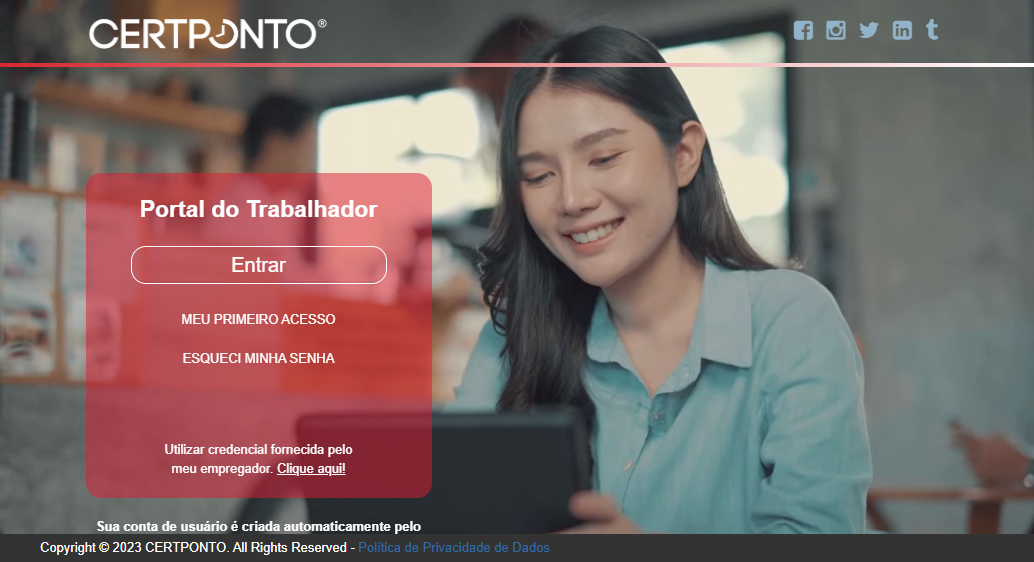 CERTPONTO®
Portal do Trabalhador
Entrar
MEU PRIMEIRO ACESSO
ESQUECI MINHA SENHA
Utilizar credencial fornecida pelo
meu empregador. Clique aqui!
Sua conta de usuário é criada automaticamente pelo
Copyright © 2023 CERTPONTO. All Rights Reserved - Política de Privacidade de Dados